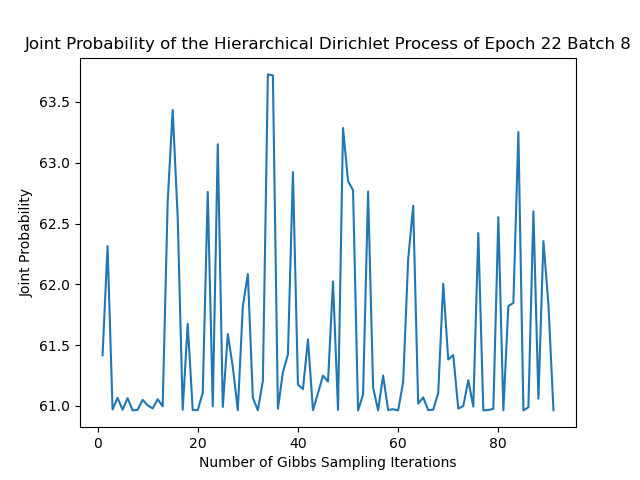 Joint Probability of the Hierarchical Dirichlet Process of Epoch 22 Batch 8
63.5
63.0
62.5
62.0
61.5
61.0
Joint Probability
0 20 40 60 80
Number of Gibbs Sampling Iterations